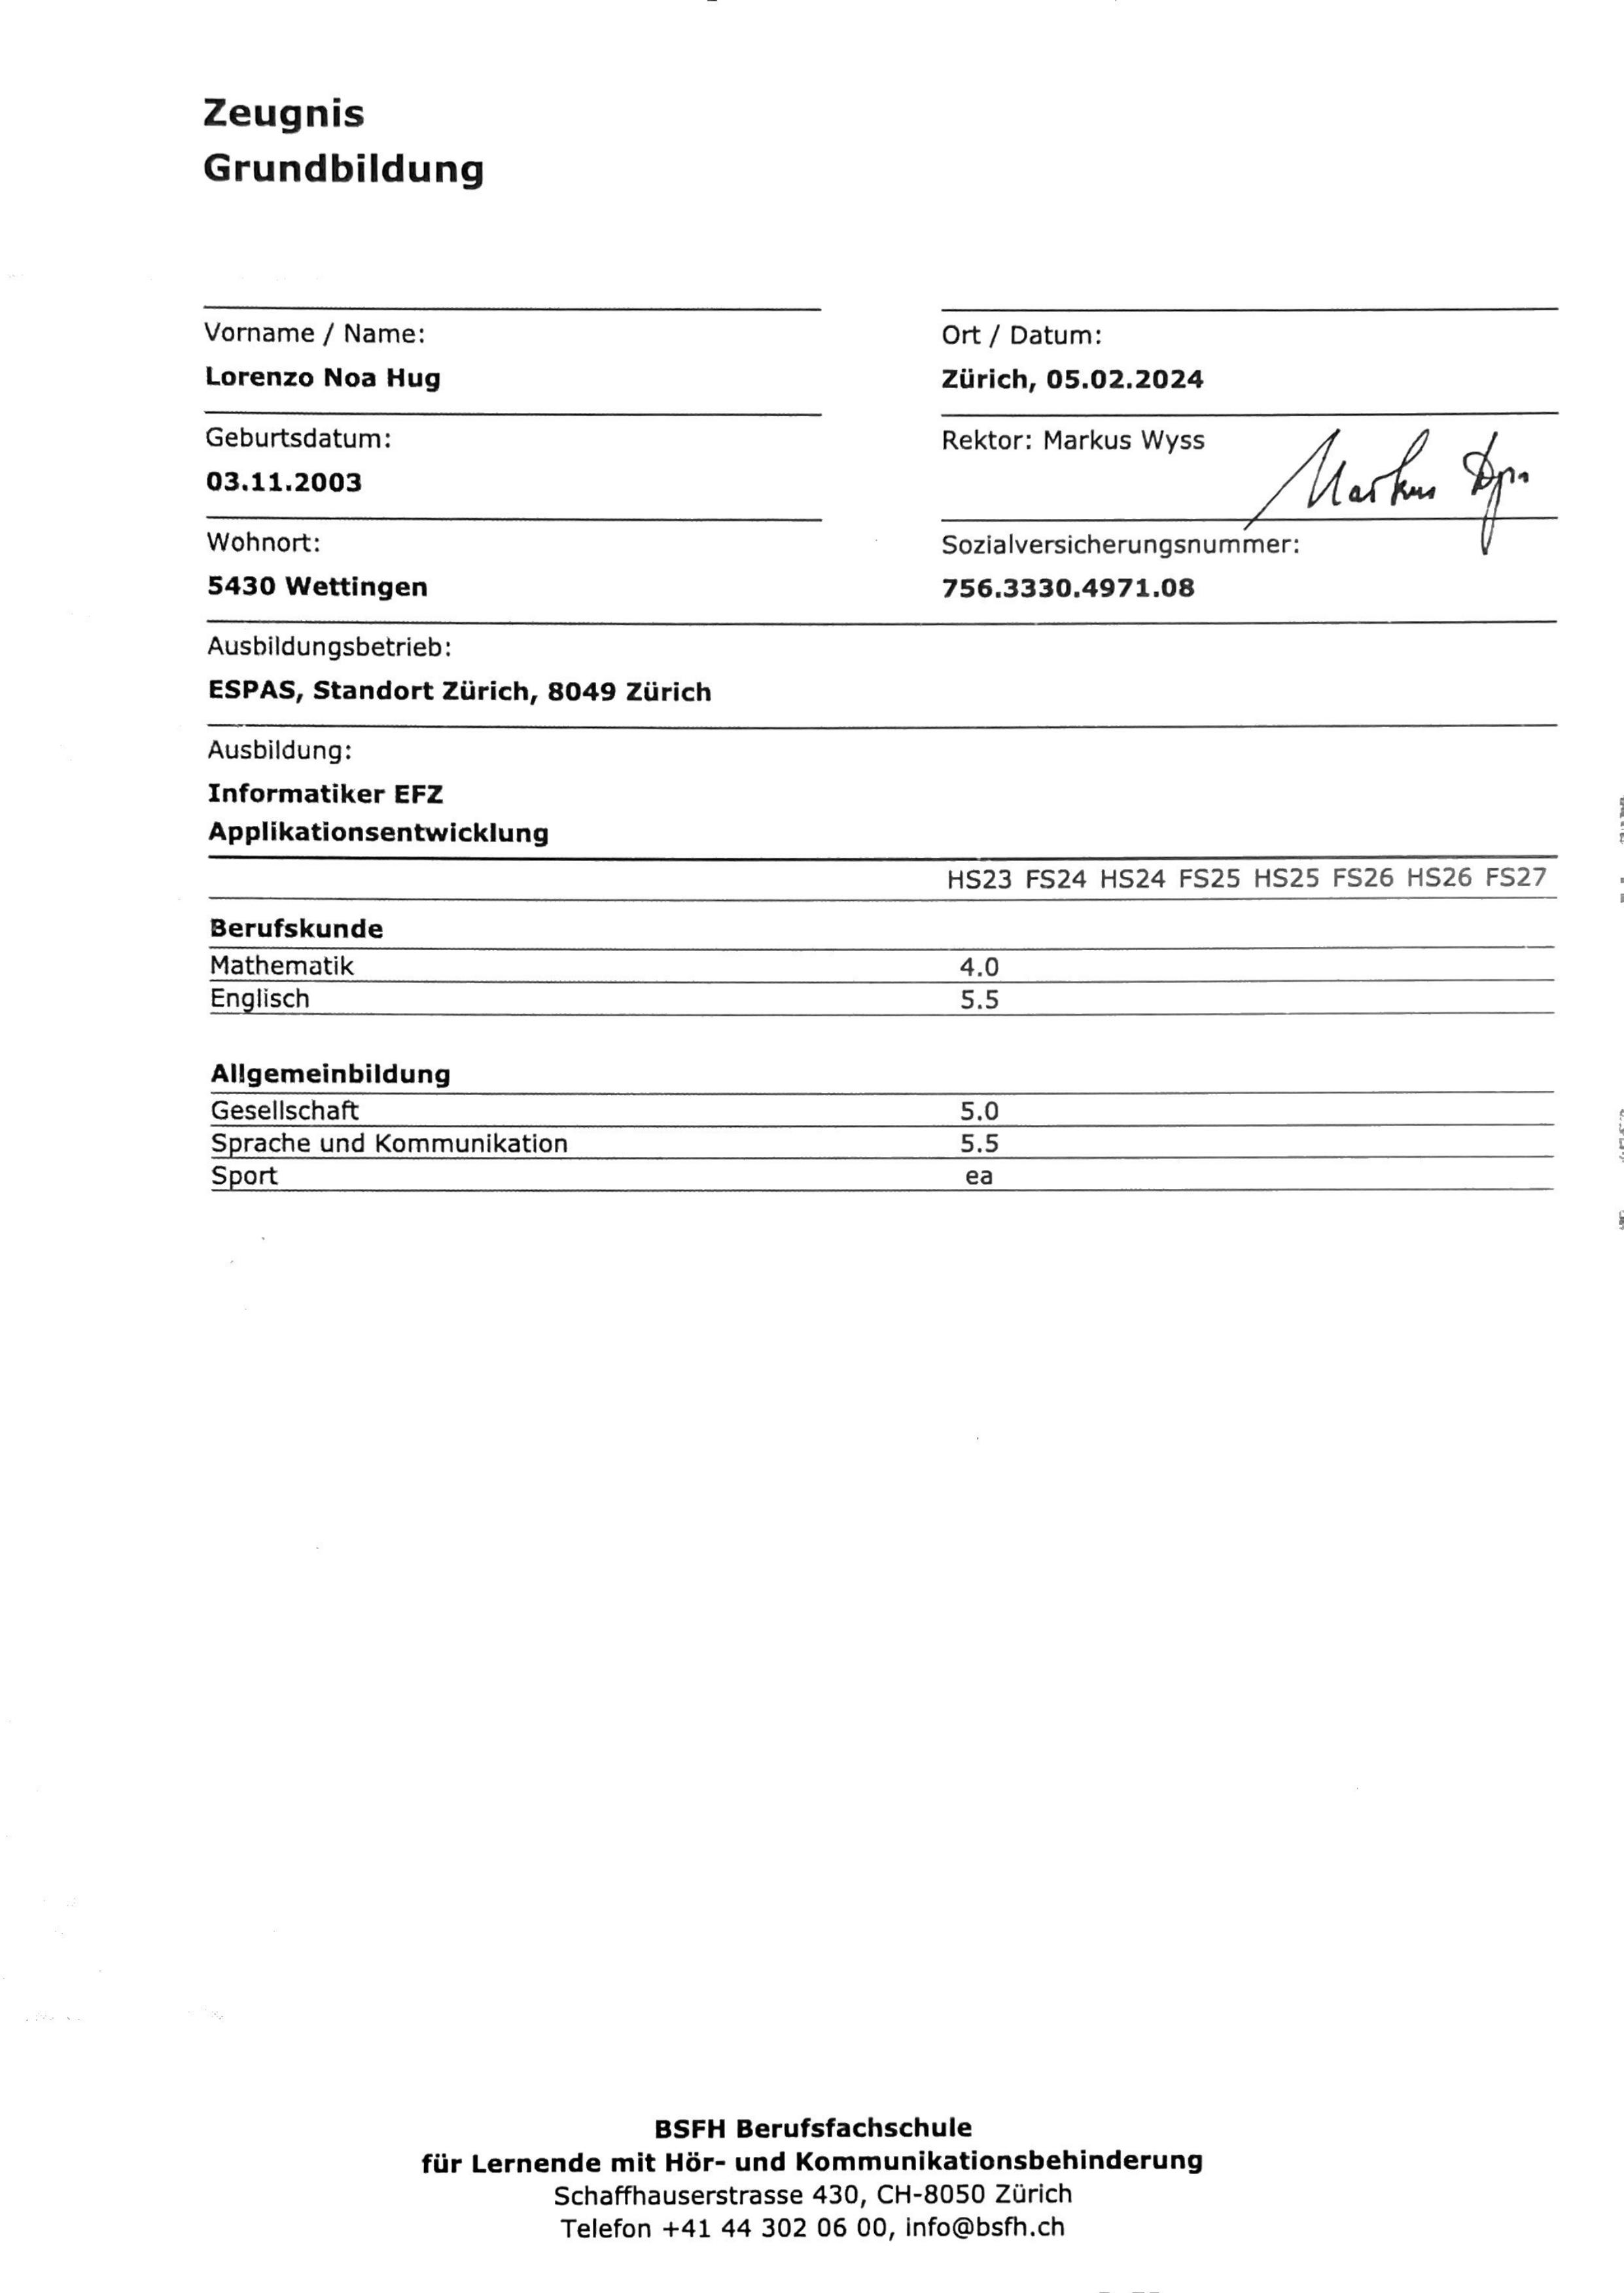 Zeugnis
Grundbildung
Vorname / Name:
Lorenzo Noa Hug
Ort / Datum:
Zürich, 05.02.2024
Geburtsdatum:
03.11.2003
Rektor: Markus Wyss
Markus
Wohnort:
5430 Wettingen
Sozialversicherungsnummer:
756.3330.4971.08
Ausbildungsbetrieb:
ESPAS, Standort Zürich, 8049 Zürich
Ausbildung:
Informatiker EFZ
Applikationsentwicklung
HS23 FS24 HS24 FS25 HS25 FS26 HS26 FS27
Berufskunde
Mathematik 4.0
Englisch 5.5
Allgemeinbildung
Gesellschaft 5.0
Sprache und Kommunikation 5.5
Sport ea
BSFH Berufsfachschule
für Lernende mit Hör- und Kommunikationsbehinderung
Schaffhauserstrasse 430, CH-8050 Zürich
Telefon +41 44 302 06 00, info@bsfh.ch